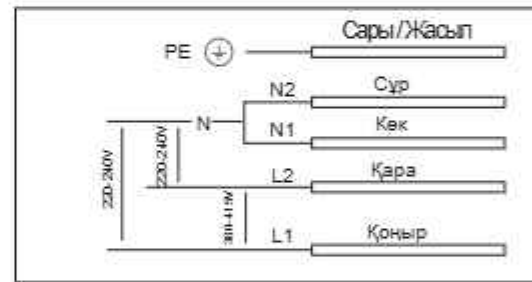 Сары/Жасыл
PE
N2 Сұр
N
N1 Көк
220-240V
220-240V
L2 Қара
380-415V
L1 Қоңыр